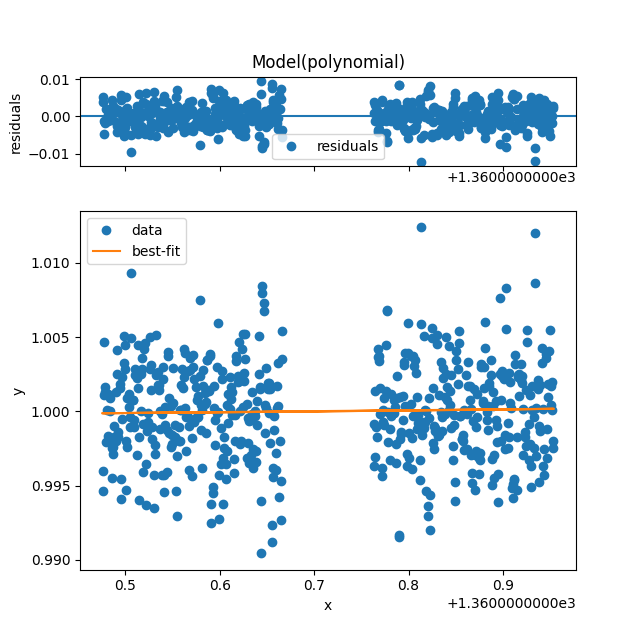 Model(polynomial)
0.01
0.00
−0.01
residuals
residuals
+1.3600000000e3
data
best-fit
1.010
1.005
1.000
0.995
0.990
y
0.5 0.6 0.7 0.8 0.9
x
+1.3600000000e3